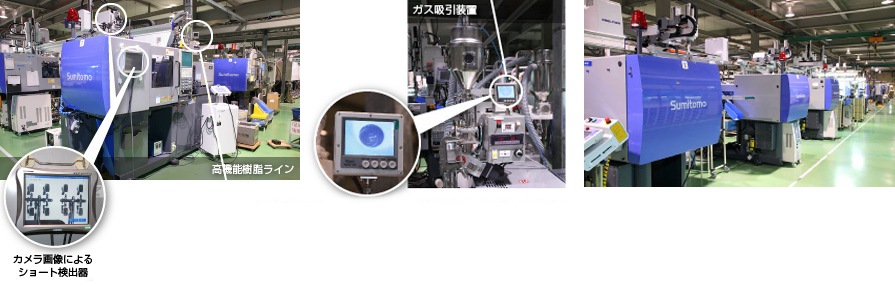 Sumitomo
Sumitomo
高機能樹脂ライン
カメラ画像による
ショート検出器
ガス吸引装置
Sumitomo